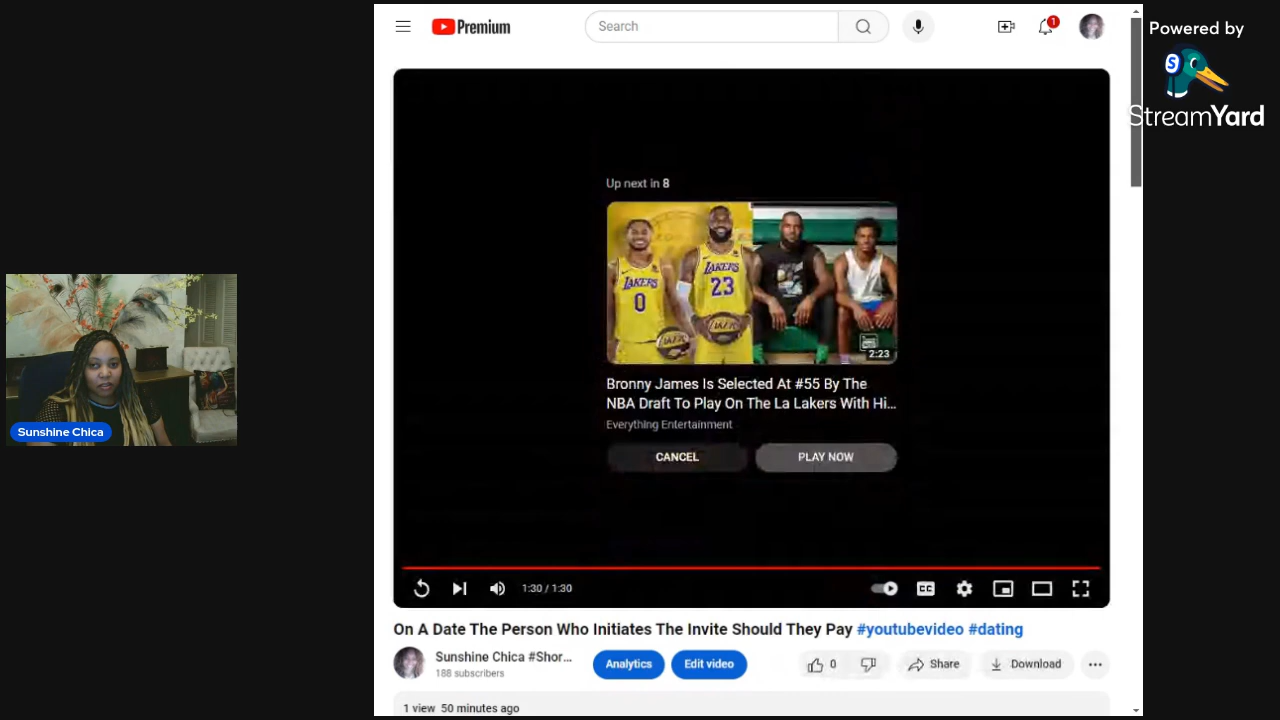 Premium
Search
1
Powered by
StreamYard
Up next in 8
LAKERS
0
LAKERS
23
2:23
Bronny James Is Selected At #55 By The
NBA Draft To Play On The La Lakers With Hi...
Everything Entertainment
CANCEL
PLAY NOW
Sunshine Chica
1:30 / 1:30
CC
On A Date The Person Who Initiates The Invite Should They Pay #youtubevideo #dating
Sunshine Chica #Shor...
188 subscribers
Analytics
Edit video
0
Share
Download
1 view 50 minutes ago